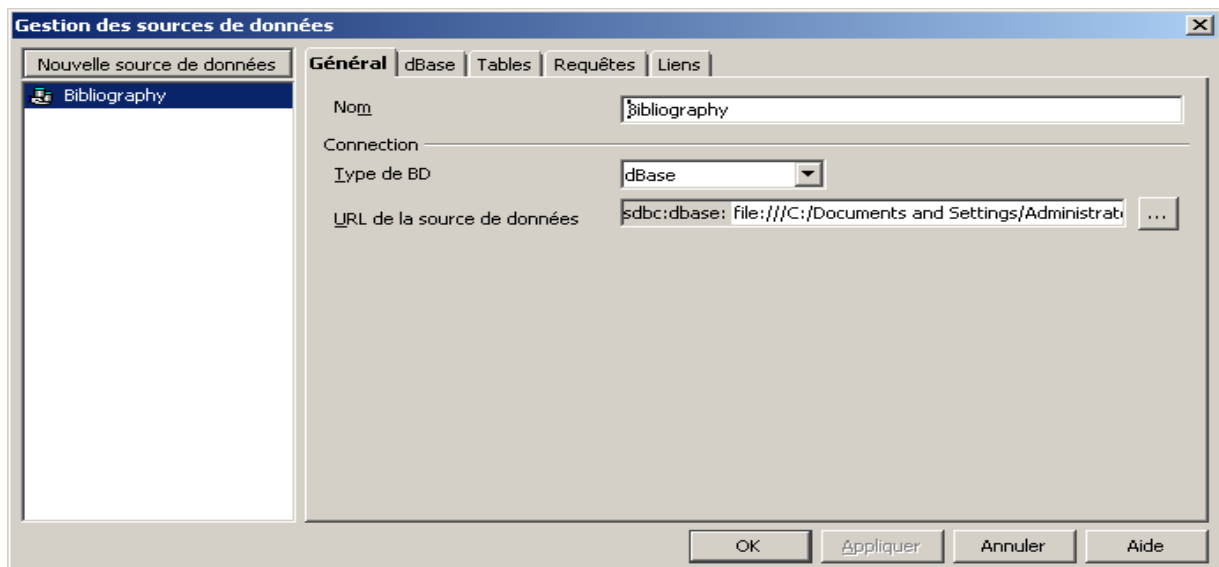 Gestion des sources de données
Nouvelle source de données
Bibliography
Général dBase Tables Requêtes Liens
Nom Bibliography
Connection
Type de BD dBase
URL de la source de données sdbc:dbase: file:///C:/Documents and Settings/Administrat ...
OK Appliquer Annuler Aide